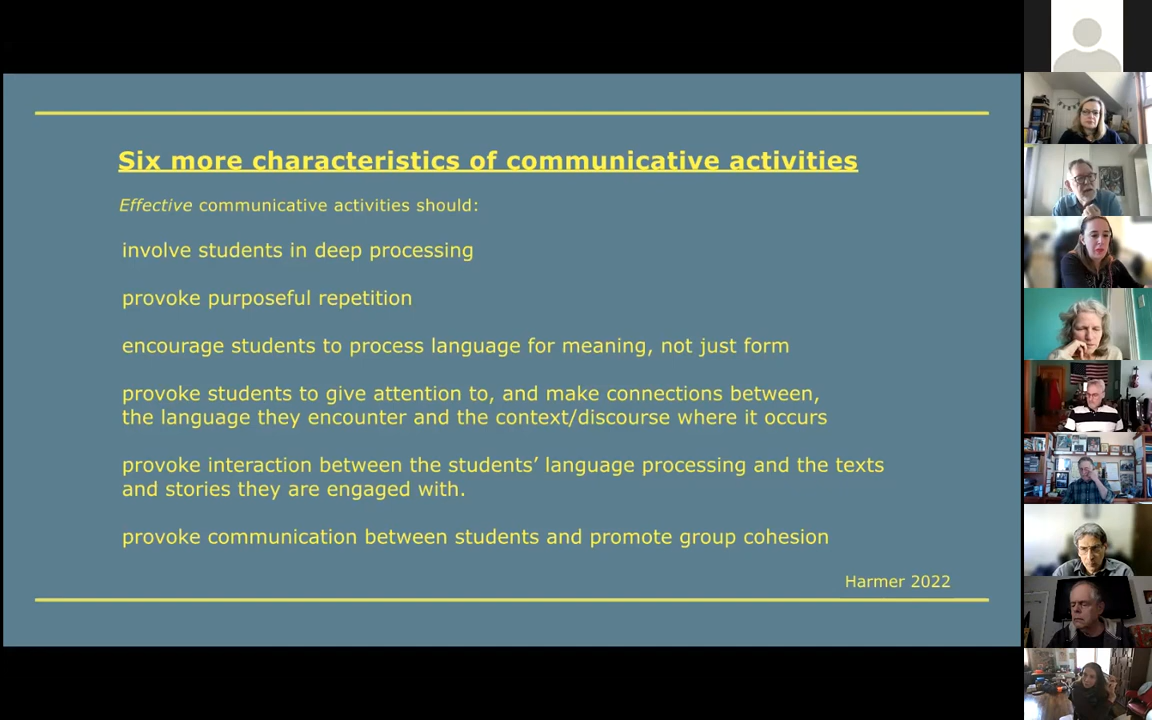 Six more characteristics of communicative activities
Effective communicative activities should:
involve students in deep processing
provoke purposeful repetition
encourage students to process language for meaning, not just form
provoke students to give attention to, and make connections between,
the language they encounter and the context/discourse where it occurs
provoke interaction between the students’ language processing and the texts
and stories they are engaged with.
provoke communication between students and promote group cohesion
Harmer 2022